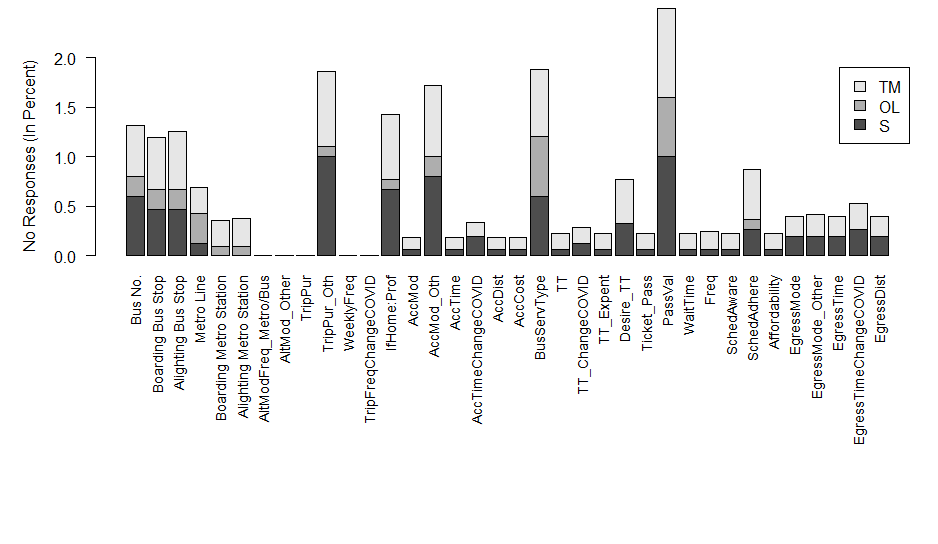 No Responses (In Percent)
2.0
1.5
1.0
0.5
0.0
TM
OL
S
Bus No.
Boarding Bus Stop
Alighting Bus Stop
Metro Line
Boarding Metro Station
Alighting Metro Station
AltModFreq_Metro/Bus
AltMod_Other
TripPur
TripPur_Oth
WeeklyFreq
TripFreqChangeCOVID
IfHome:Prof
AccMod
AccMod_Oth
AccTime
AccTimeChangeCOVID
AccDist
AccCost
BusServType
TT
TT_ChangeCOVID
TT_Expent
Desire_TT
Ticket_Pass
PassVal
WaitTime
Freq
SchedAware
SchedAdhere
Affordability
EgressMode
EgressMode_Other
EgressTime
EgressTimeChangeCOVID
EgressDist